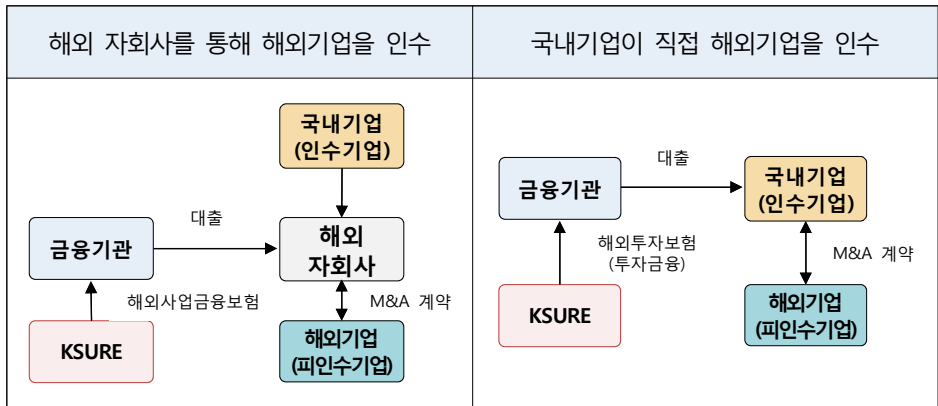 해외 자회사를 통해 해외기업을 인수
국내기업이 직접 해외기업을 인수
국내기업
(인수기업)
대출
금융기관
해외
자회사
해외사업금융보험
M&A 계약
KSURE
해외기업
(피인수기업)
대출
금융기관
국내기업
(인수기업)
해외투자보험
(투자금융)
M&A 계약
KSURE
해외기업
(피인수기업)